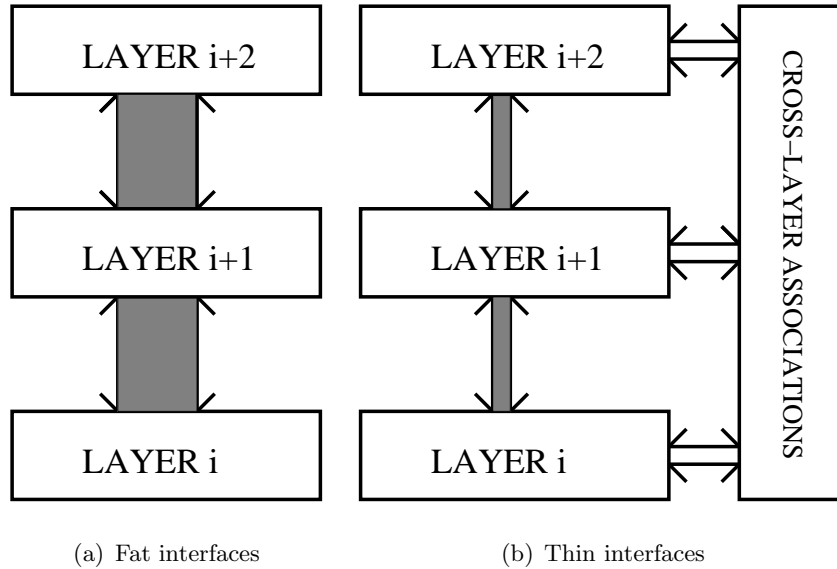 LAYER i+2
LAYER i+1
LAYER i
(a) Fat interfaces
LAYER i+2
LAYER i+1
LAYER i
CROSS–LAYER ASSOCIATIONS
(b) Thin interfaces